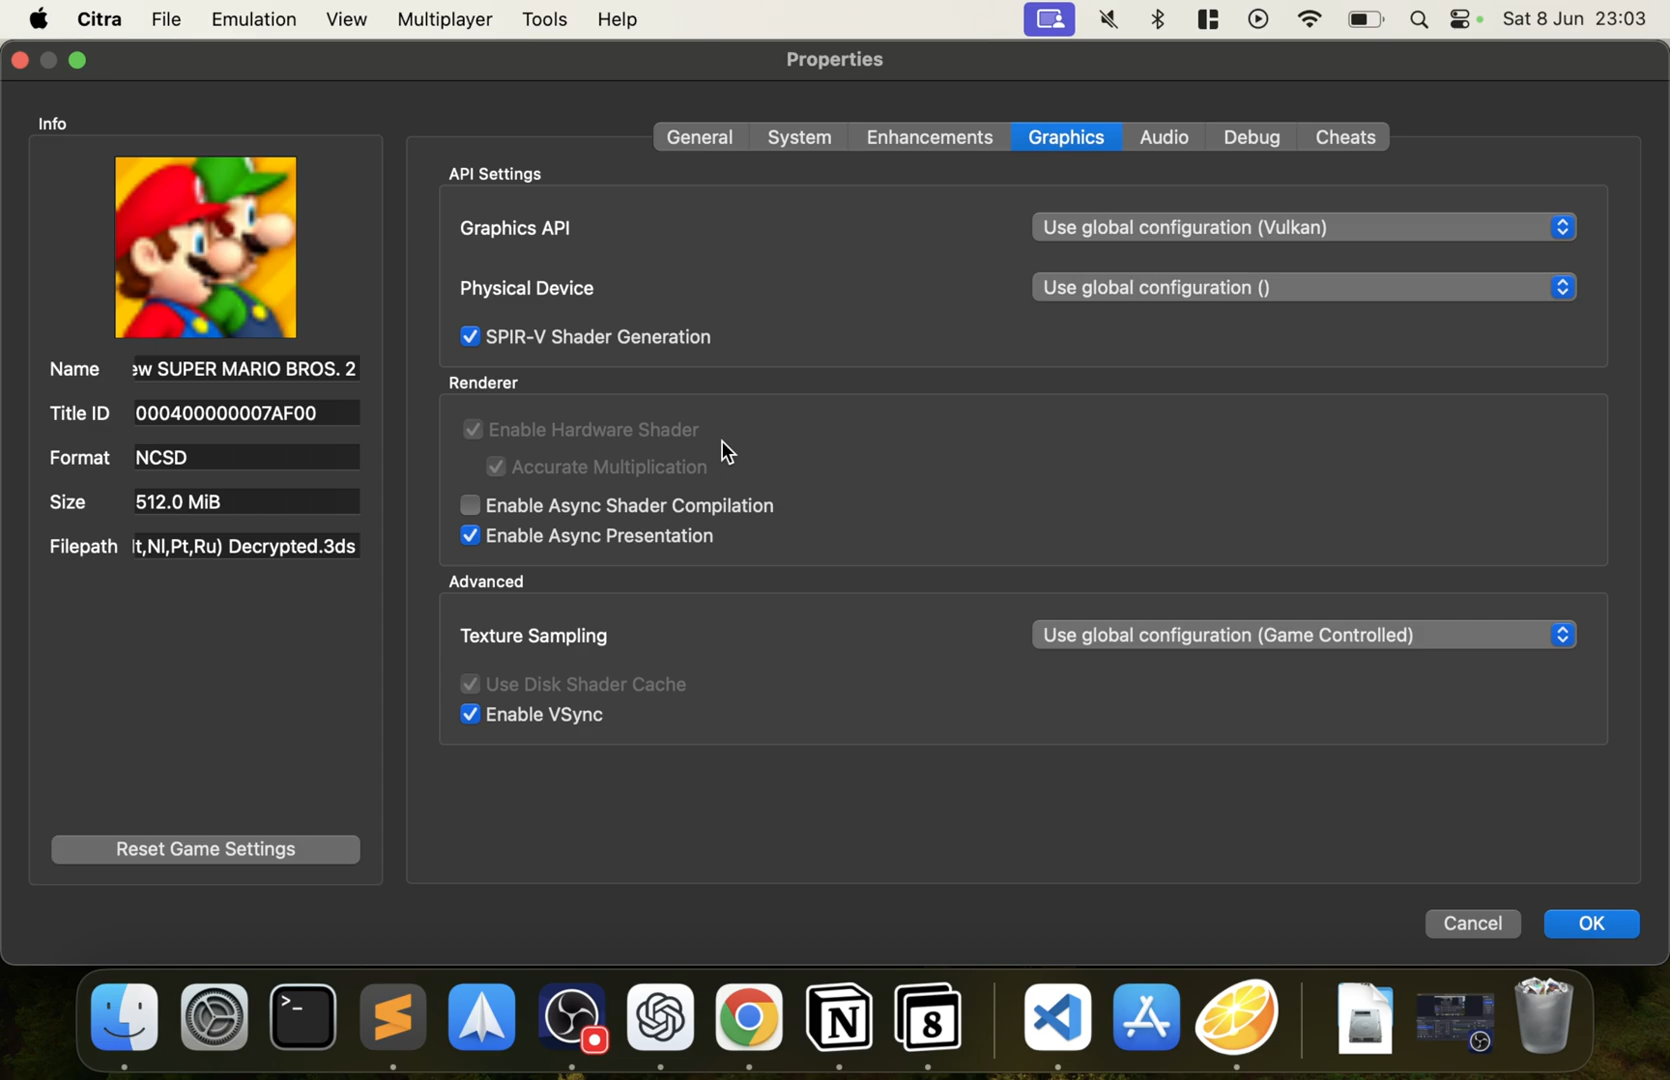 Citra File Emulation View Multiplayer Tools Help Sat 8 Jun 23:03
Properties
Info
General System Enhancements Graphics Audio Debug Cheats
API Settings
Graphics API Use global configuration (Vulkan)
Physical Device Use global configuration ()
SPIR-V Shader Generation
Renderer
Enable Hardware Shader
Accurate Multiplication
Enable Async Shader Compilation
Enable Async Presentation
Advanced
Texture Sampling Use global configuration (Game Controlled)
Use Disk Shader Cache
Enable VSync
Name ew SUPER MARIO BROS. 2
Title ID 000400000007AF00
Format NCSD
Size 512.0 MiB
Filepath It,Nl,Pt,Ru) Decrypted.3ds
Reset Game Settings
Cancel OK
>_ S N 8